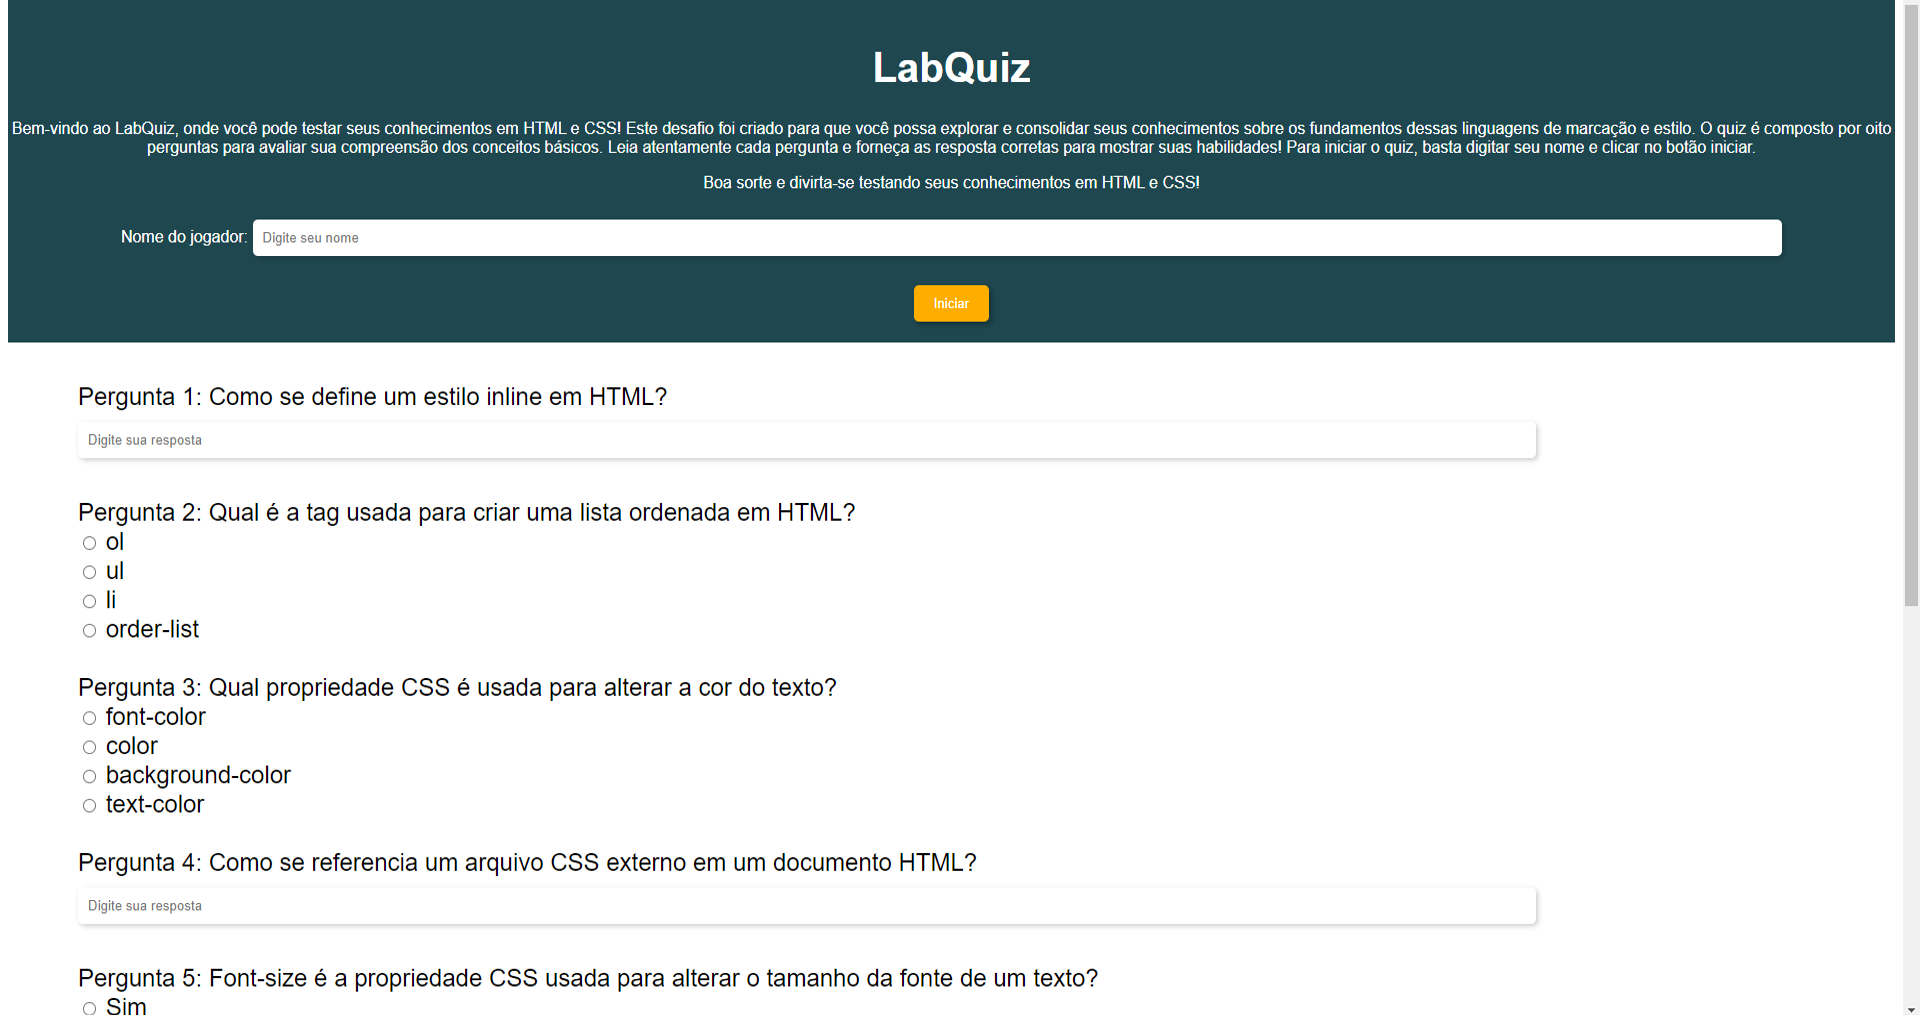 LabQuiz
Bem-vindo ao LabQuiz, onde você pode testar seus conhecimentos em HTML e CSS! Este desafio foi criado para que você possa explorar e consolidar seus conhecimentos sobre os fundamentos dessas linguagens de marcação e estilo. O quiz é composto por oito
perguntas para avaliar sua compreensão dos conceitos básicos. Leia atentamente cada pergunta e forneça as resposta corretas para mostrar suas habilidades! Para iniciar o quiz, basta digitar seu nome e clicar no botão iniciar.
Boa sorte e divirta-se testando seus conhecimentos em HTML e CSS!
Nome do jogador: Digite seu nome
Iniciar
Pergunta 1: Como se define um estilo inline em HTML?
Digite sua resposta
Pergunta 2: Qual é a tag usada para criar uma lista ordenada em HTML?
ol
ul
li
order-list
Pergunta 3: Qual propriedade CSS é usada para alterar a cor do texto?
font-color
color
background-color
text-color
Pergunta 4: Como se referencia um arquivo CSS externo em um documento HTML?
Digite sua resposta
Pergunta 5: Font-size é a propriedade CSS usada para alterar o tamanho da fonte de um texto?
Sim